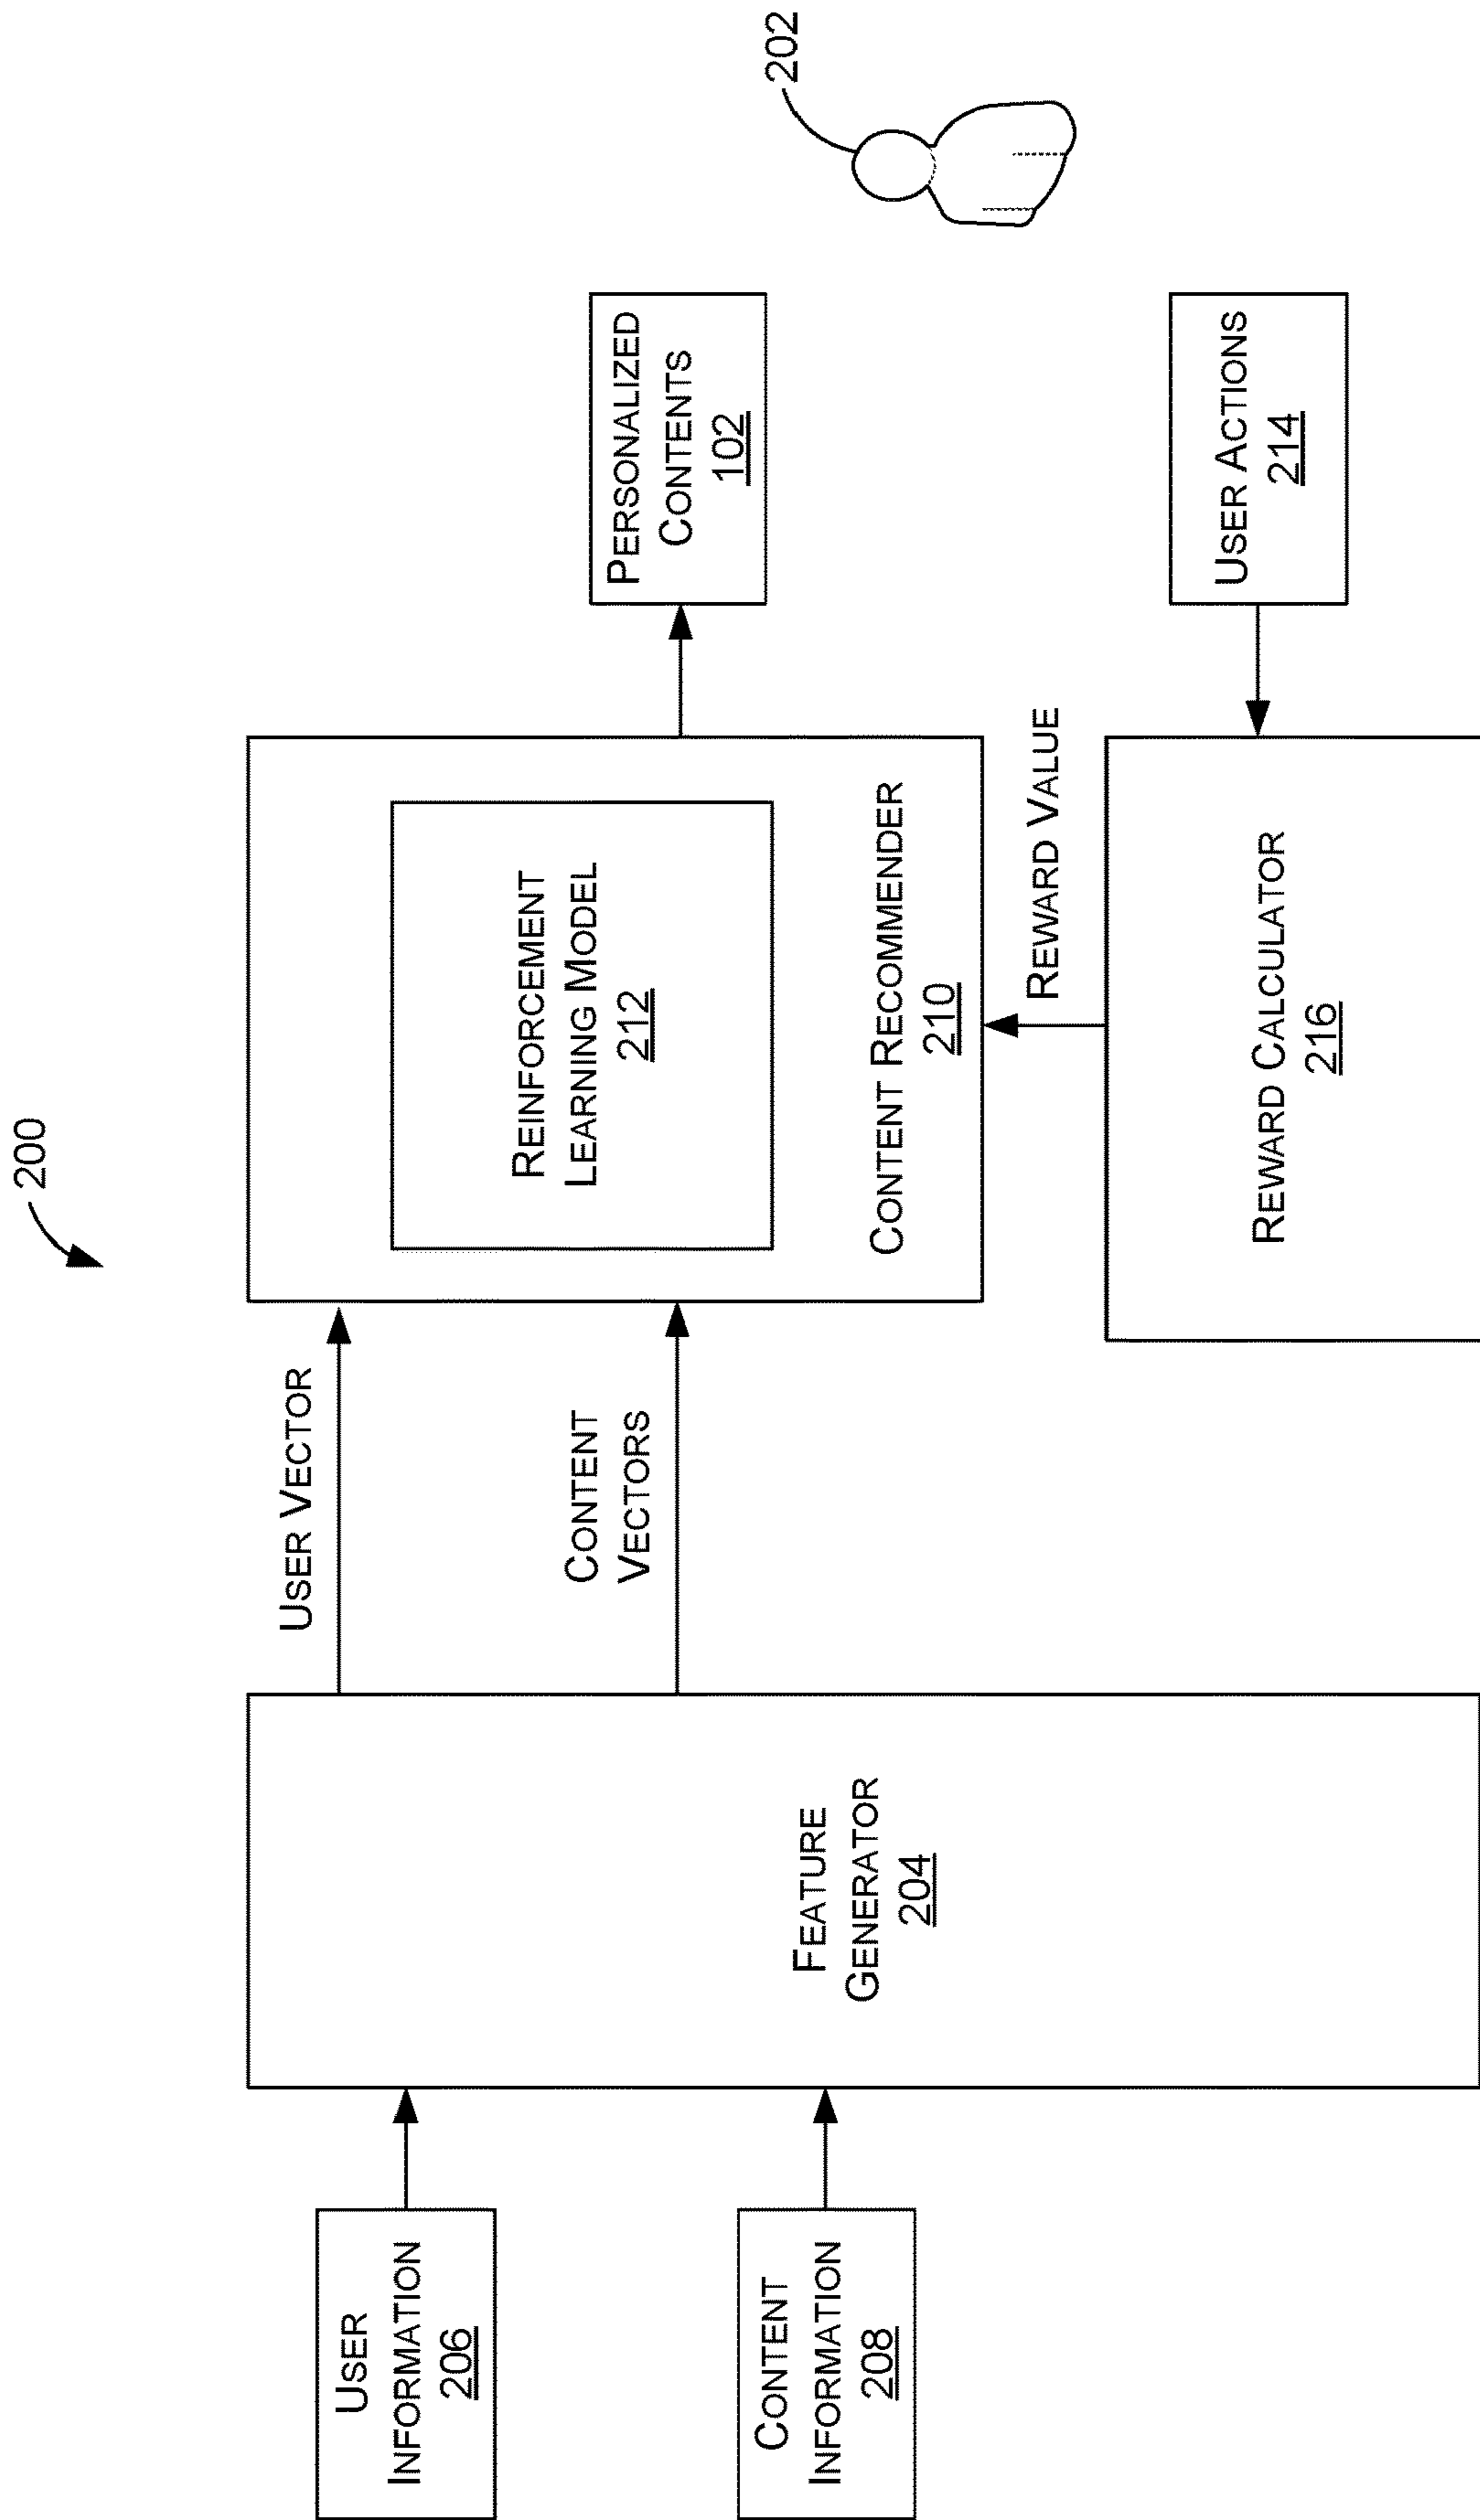 200
USER
INFORMATION
206
CONTENT
INFORMATION
208
FEATURE
GENERATOR
204
USER VECTOR
CONTENT
VECTORS
REINFORCEMENT
LEARNING MODEL
212
CONTENT RECOMMENDER
210
REWARD VALUE
REWARD CALCULATOR
216
PERSONALIZED
CONTENTS
102
USER ACTIONS
214
202